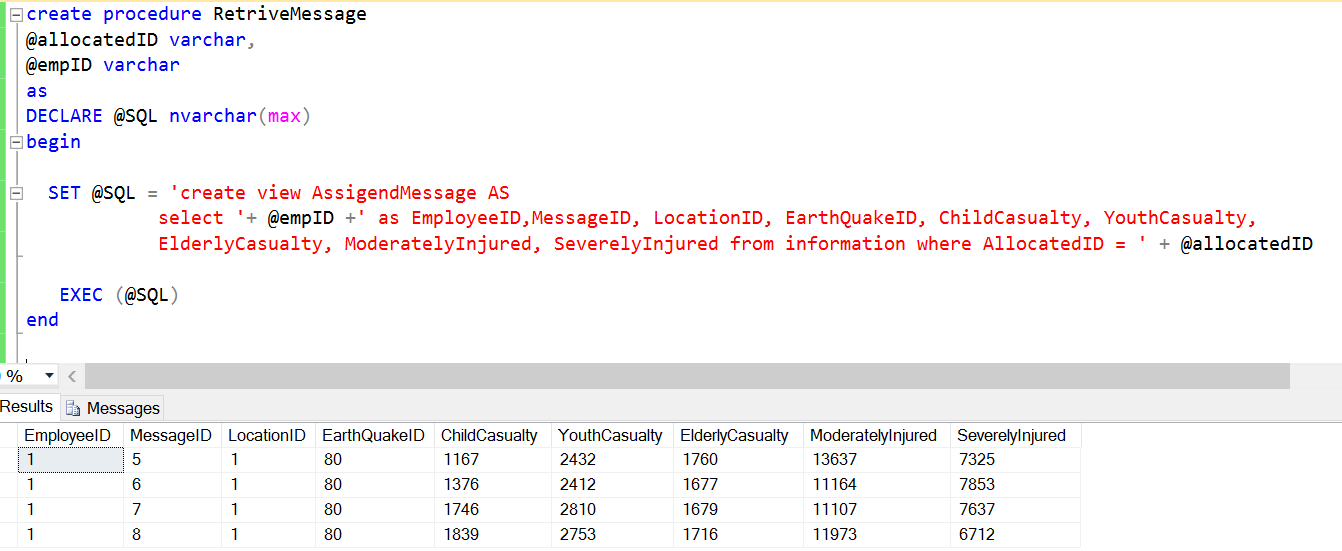 create procedure RetriveMessage
@allocatedID varchar,
@empID varchar
as
DECLARE @SQL nvarchar(max)
begin
SET @SQL = 'create view AssigendMessage AS
select '+ @empID +' as EmployeeID,MessageID, LocationID, EarthQuakeID, ChildCasualty, YouthCasualty,
ElderlyCasualty, ModeratelyInjured, SeverelyInjured from information where AllocatedID = ' + @allocatedID
EXEC (@SQL)
end
%
Results Messages
EmployeeID MessageID LocationID EarthQuakeID ChildCasualty YouthCasualty ElderlyCasualty ModeratelyInjured SeverelyInjured
1 5 1 80 1167 2432 1760 13637 7325
1 6 1 80 1376 2412 1677 11164 7853
1 7 1 80 1746 2810 1679 11107 7637
1 8 1 80 1839 2753 1716 11973 6712